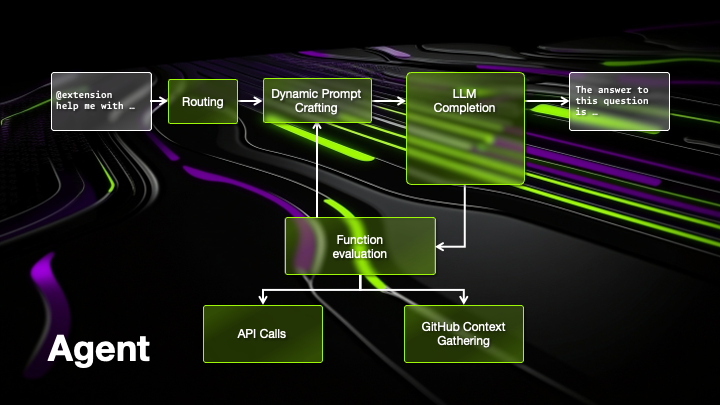 @extension
help me with …
Routing
Dynamic Prompt
Crafting
LLM
Completion
The answer to
this question
is …
Function
evaluation
API Calls
GitHub Context
Gathering
Agent